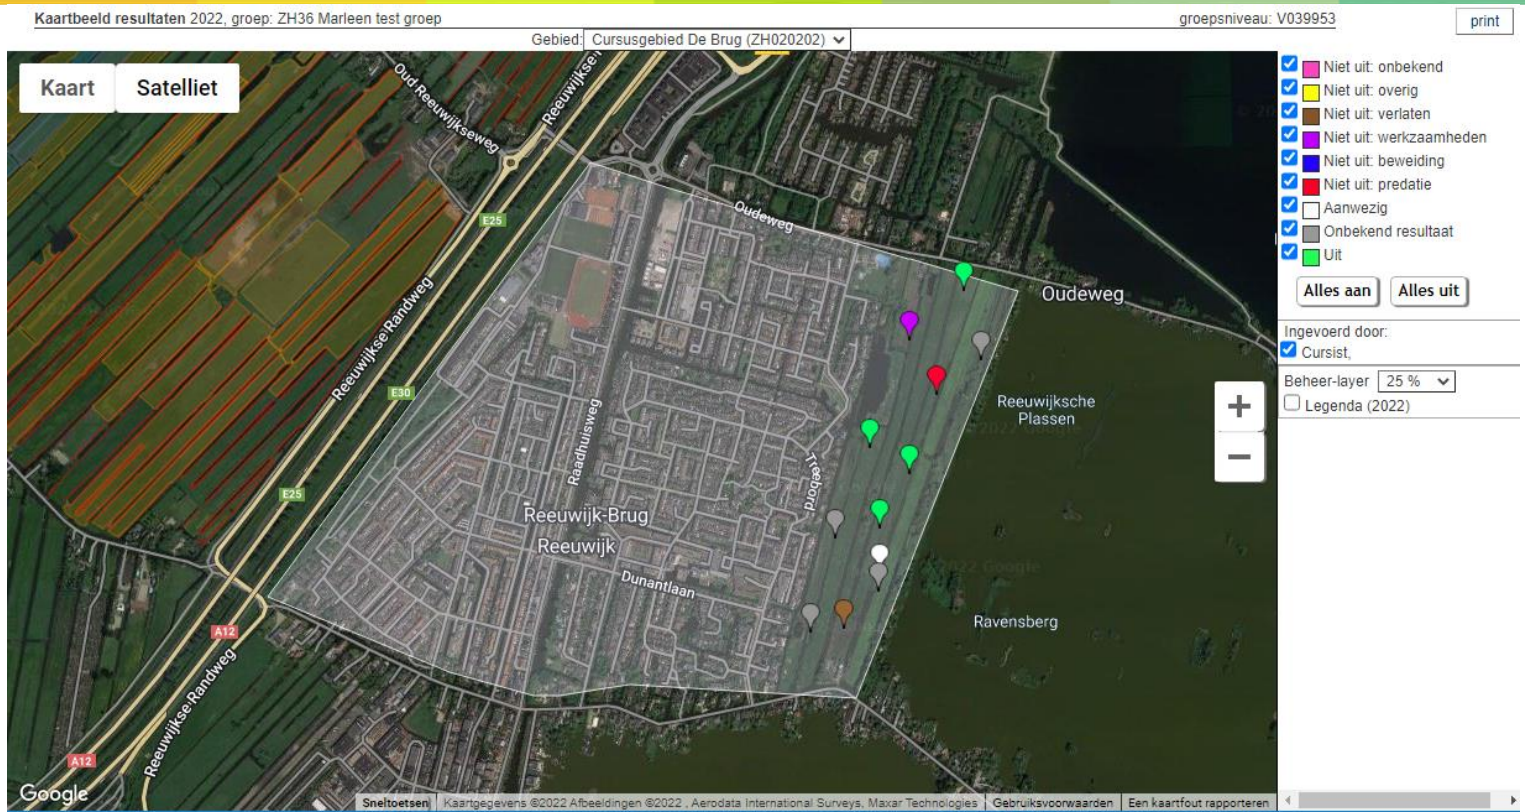 Kaartbeeld resultaten 2022, groep: ZH36 Marleen test groep
groepsniveau: V039953
print
Gebied: Cursusgebied De Brug (ZH020202)
Kaart
Satelliet
Oud Reeuwijkseweg
Reeuwijkse
Oudeweg
E25
Reeuwijkse Randweg
E30
Oudeweg
Reeuwijksche
Plassen
Raadhuisweg
Treebord
E25
Reeuwijk-Brug
Reeuwijk
Dunantlaan
2022 Google
Ravensberg
A12
Reeuwijkse Randweg
A12
Google
Sneltoetsen
Kaartgegevens ©2022 Afbeeldingen ©2022 , Aerodata International Surveys, Maxar Technologies
Gebruiksvoorwaarden
Een kaartfout rapporteren
Niet uit: onbekend
Niet uit: overig
Niet uit: verlaten
Niet uit: werkzaamheden
Niet uit: beweiding
Niet uit: predatie
Aanwezig
Onbekend resultaat
Uit
Alles aan
Alles uit
Ingevoerd door:
Cursist,
Beheer-layer 25 %
Legenda (2022)